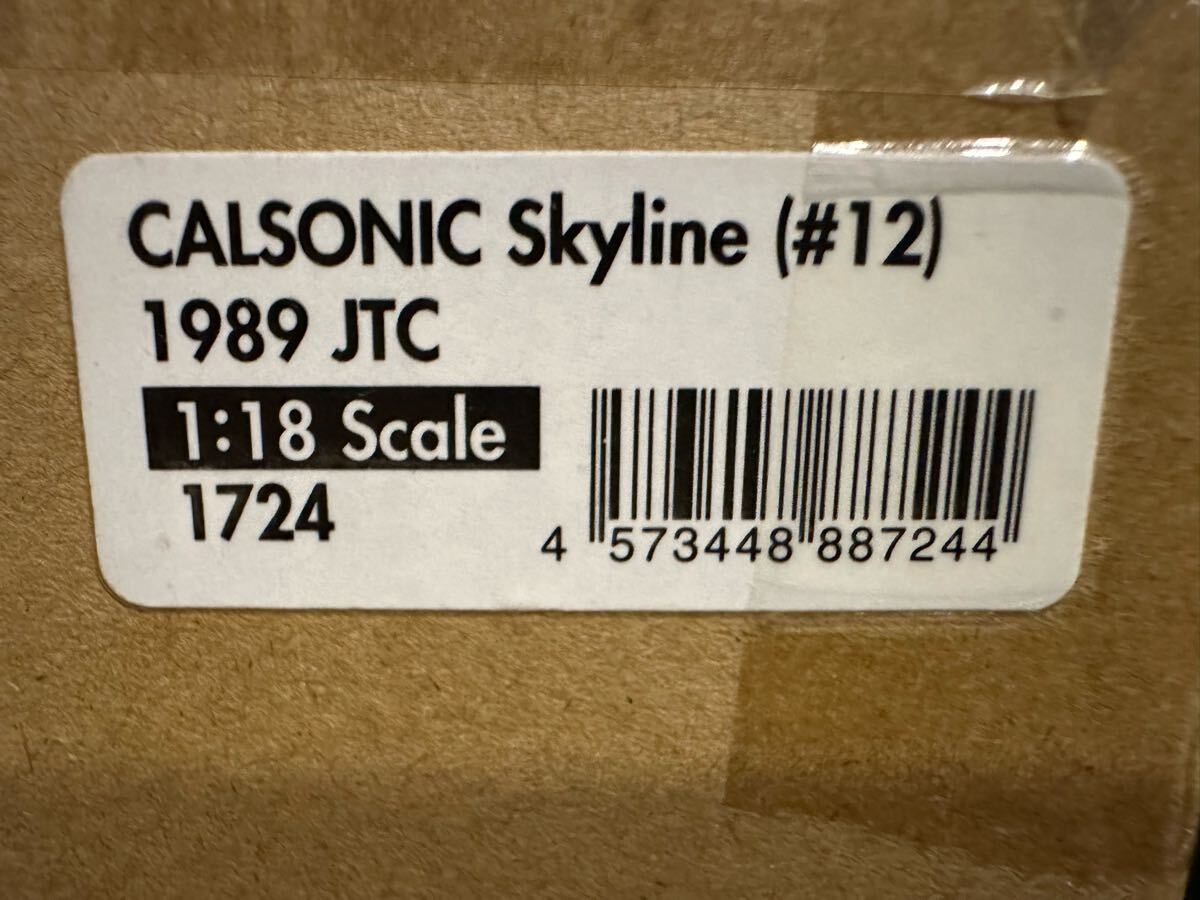 CALSONIC Skyline (#12)
1989 JTC
1:18 Scale
1724
4 573448 887244